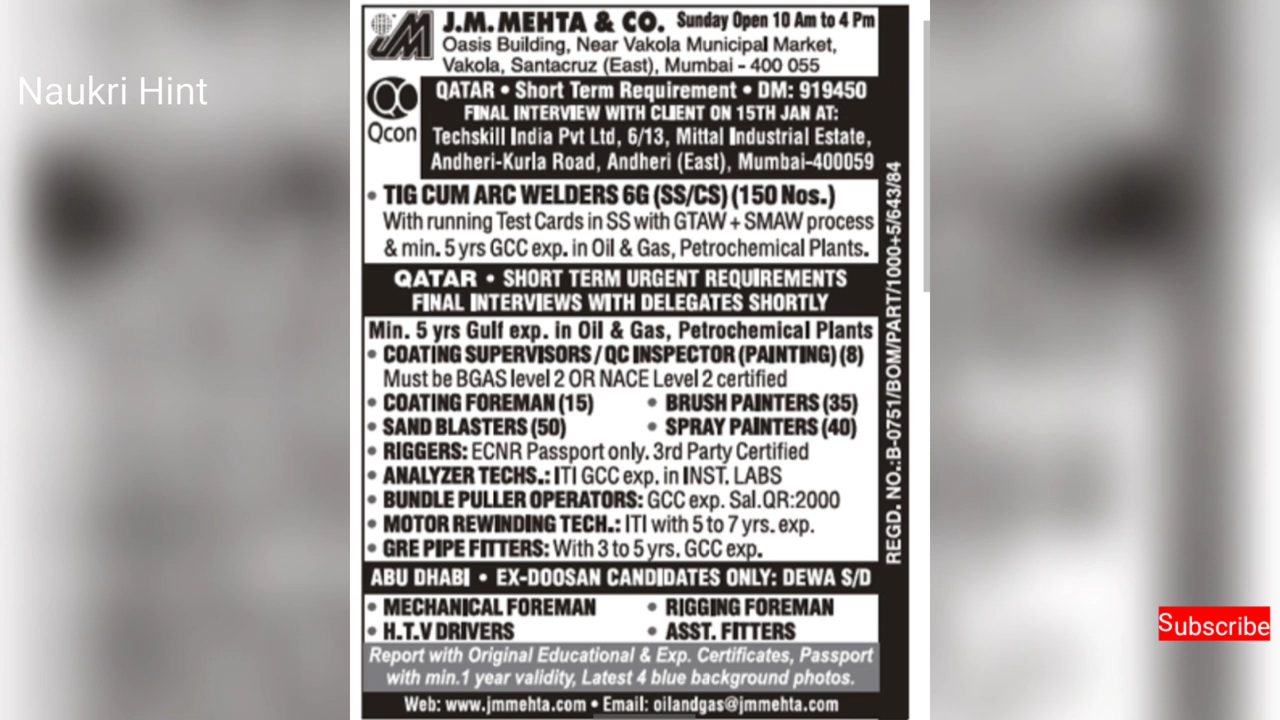 Naukri Hint
JM
J.M. MEHTA & CO. Sunday Open 10 Am to 4 Pm
Oasis Building, Near Vakola Municipal Market,
Vakola, Santacruz (East), Mumbai - 400 055
Qcon
QATAR • Short Term Requirement • DM: 919450
FINAL INTERVIEW WITH CLIENT ON 15TH JAN AT:
Techskill India Pvt Ltd, 6/13, Mittal Industrial Estate,
Andheri-Kurla Road, Andheri (East), Mumbai-400059
• TIG CUM ARC WELDERS 6G (SS/CS) (150 Nos.)
With running Test Cards in SS with GTAW + SMAW process
& min. 5 yrs GCC exp. in Oil & Gas, Petrochemical Plants.
QATAR • SHORT TERM URGENT REQUIREMENTS
FINAL INTERVIEWS WITH DELEGATES SHORTLY
Min. 5 yrs Gulf exp. in Oil & Gas, Petrochemical Plants
• COATING SUPERVISORS / QC INSPECTOR (PAINTING) (8)
Must be BGAS level 2 OR NACE Level 2 certified
• COATING FOREMAN (15) • BRUSH PAINTERS (35)
• SAND BLASTERS (50) • SPRAY PAINTERS (40)
• RIGGERS: ECNR Passport only. 3rd Party Certified
• ANALYZER TECHS.: ITI GCC exp. in INST. LABS
• BUNDLE PULLER OPERATORS: GCC exp. Sal.QR:2000
• MOTOR REWINDING TECH.: ITI with 5 to 7 yrs. exp.
• GRE PIPE FITTERS: With 3 to 5 yrs. GCC exp.
ABU DHABI • EX-DOOSAN CANDIDATES ONLY: DEWA S/D
• MECHANICAL FOREMAN • RIGGING FOREMAN
• H.T.V DRIVERS • ASST. FITTERS
Report with Original Educational & Exp. Certificates, Passport
with min.1 year validity, Latest 4 blue background photos.
Web: www.jmmehta.com • Email: oilandgas@jmmehta.com
REGD. NO.:B-0751/BOM/PART/1000+5/643/84
Subscribe